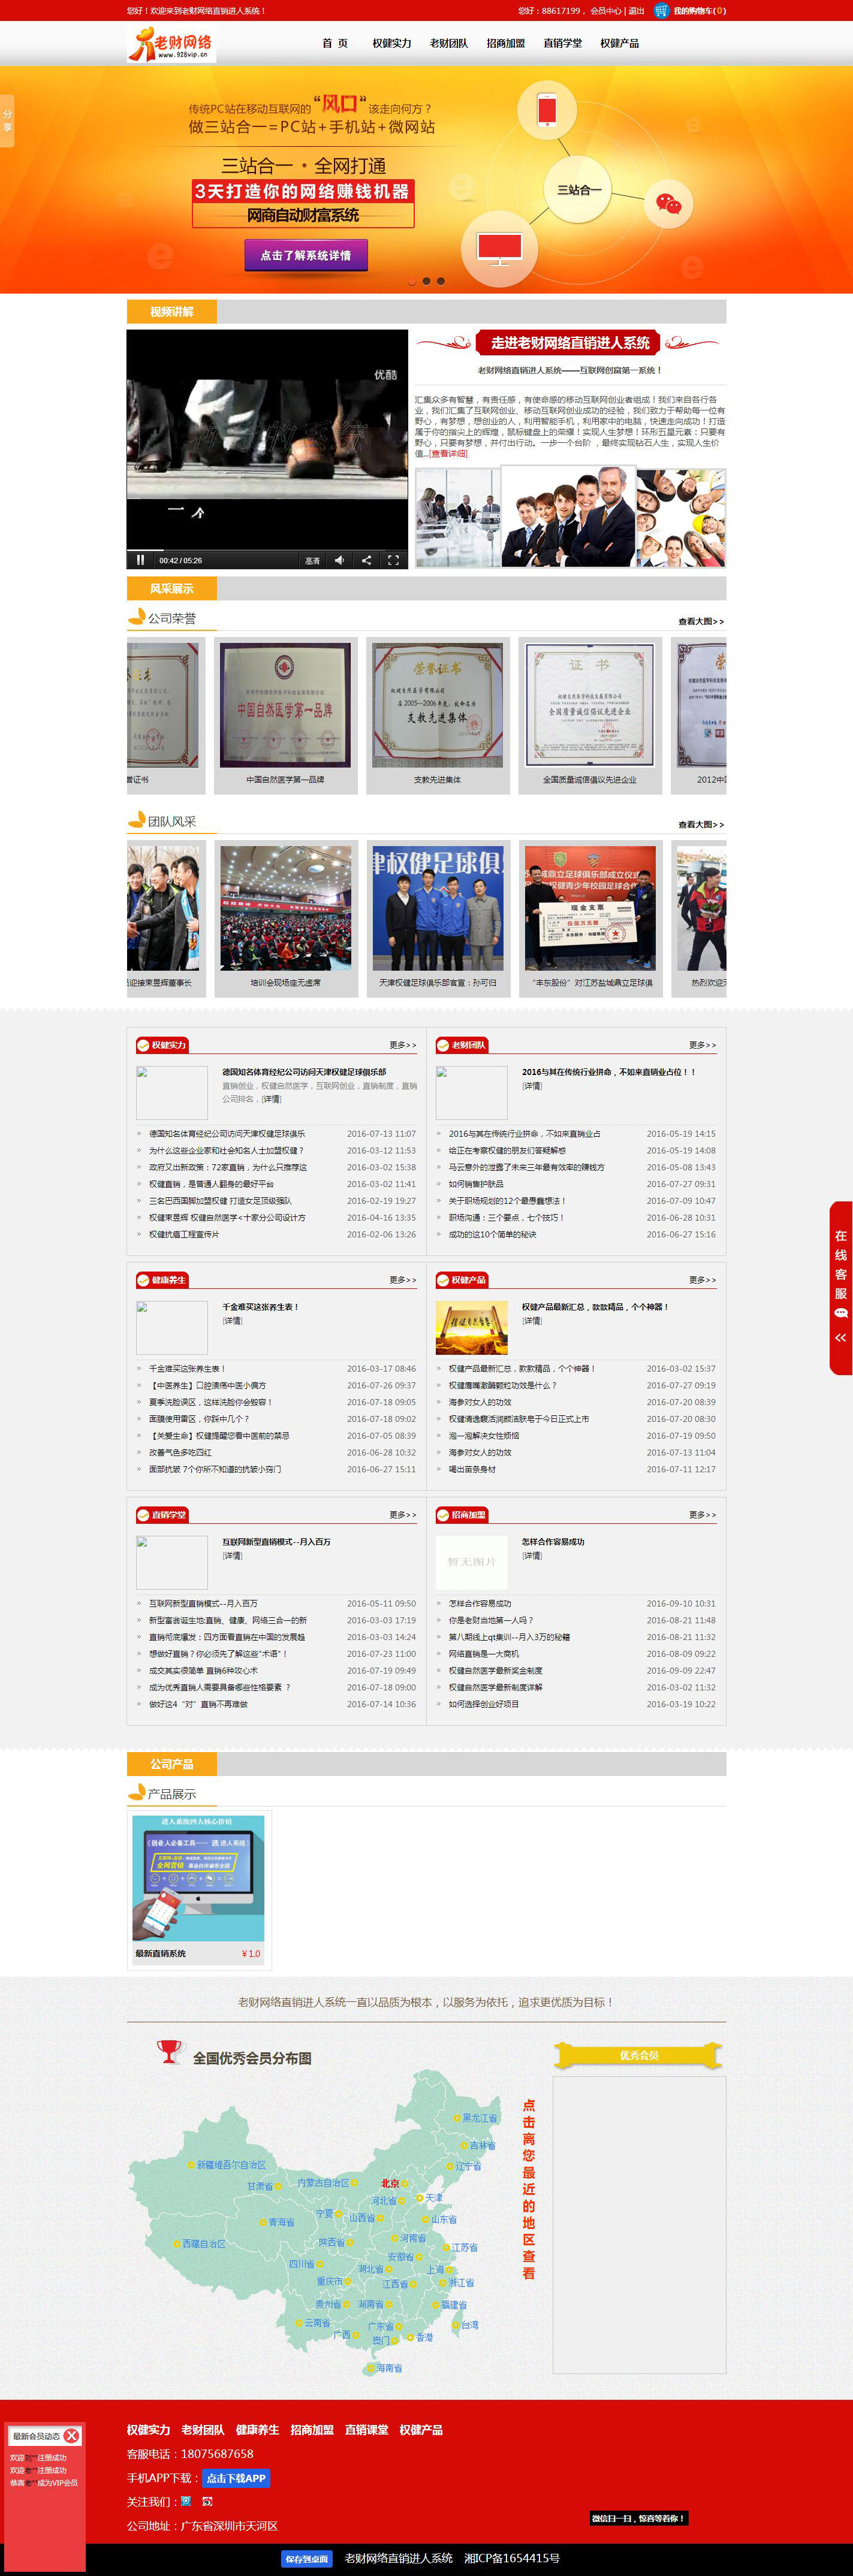 您好！欢迎来到老财网络直销进人系统！
您好：88617199， 会员中心 | 退出 我的购物车(0)
老财网络
www.928vip.cn
首 页 权健实力 老财团队 招商加盟 直销学堂 权健产品
分享
传统PC站在移动互联网的“风口”该走向何方？
做三站合一=PC站+手机站+微网站
三站合一·全网打通
3天打造你的网络赚钱机器
网商自动财富系统
点击了解系统详情
三站合一
视频讲解
优酷
一个
00:42 / 05:26 高清
走进老财网络直销进人系统
老财网络直销进人系统——互联网创富第一系统！
汇集众多有智慧，有责任感，有使命感的移动互联网创业者组成！我们来自各行各
业，我们汇集了互联网创业、移动互联网创业成功的经验，我们致力于帮助每一位有
野心，有梦想，想创业的人，利用智能手机，利用家中的电脑，快速走向成功！打造
属于你的指尖上的辉煌，鼠标键盘上的荣耀！实现人生梦想！环形五星元素：只要有
野心，只要有梦想，并付出行动。一步一个台阶 ，最终实现钻石人生，实现人生价
值...[查看详细]
风采展示
公司荣誉 查看大图>>
中国自然医学第一品牌
荣誉证书
支教先进集体
证书
全国质量诚信倡议先进企业
誉证书 中国自然医学第一品牌 支教先进集体 全国质量诚信倡议先进企业 2012中国
团队风采 查看大图>>
津权健足球俱乐
现金支票
迎接束昱辉董事长 培训会现场座无虚席 天津权健足球俱乐部官宣：孙可归 “丰东股份”对江苏盐城鼎立足球俱 热烈欢迎天
权健实力 更多>>
德国知名体育经纪公司访问天津权健足球俱乐部
直销创业，权健自然医学，互联网创业，直销制度，直销
公司排名，[详情]
德国知名体育经纪公司访问天津权健足球俱乐 2016-07-13 11:07
为什么这些企业家和社会知名人士加盟权健？ 2016-03-12 11:53
政府又出新政策：72家直销，为什么只推荐这 2016-03-02 15:38
权健直销，是普通人翻身的最好平台 2016-03-02 11:41
三名巴西国脚加盟权健 打造女足顶级强队 2016-02-19 19:27
权健束昱辉 权健自然医学<十家分公司设计方 2016-04-16 13:35
权健抗癌工程宣传片 2016-02-06 13:26
老财团队 更多>>
2016与其在传统行业拼命，不如来直销业占位！！
[详情]
2016与其在传统行业拼命，不如来直销业占 2016-05-19 14:15
给正在考察权健的朋友们答疑解惑 2016-05-19 14:08
马云意外的泄露了未来三年最有效率的赚钱方 2016-05-08 13:43
如何销售护肤品 2016-07-27 09:31
关于职场规划的12个最愚蠢想法！ 2016-07-09 10:47
职场沟通：三个要点，七个技巧！ 2016-06-28 10:31
成功的这10个简单的秘诀 2016-06-27 15:16
在线客服
健康养生 更多>>
千金难买这张养生表！
[详情]
千金难买这张养生表！ 2016-03-17 08:46
【中医养生】口腔溃疡中医小偏方 2016-07-26 09:37
夏季洗脸误区，这样洗脸你会毁容！ 2016-07-18 09:05
面膜使用雷区，你踩中几个？ 2016-07-18 09:02
【关爱生命】权健提醒您看中医前的禁忌 2016-07-05 08:39
改善气色多吃四红 2016-06-28 10:32
面部抗皱 7个你所不知道的抗皱小窍门 2016-06-27 15:11
权健产品 更多>>
权健产品最新汇总，款款精品，个个神器！
[详情]
权健产品最新汇总，款款精品，个个神器！ 2016-03-02 15:37
权健鹰嘴激酶颗粒功效是什么？ 2016-07-27 09:19
海参对女人的功效 2016-07-20 08:39
权健清逸馥活润颜洁肤皂于今日正式上市 2016-07-20 08:30
泡一泡解决女性烦恼 2016-07-19 09:50
海参对女人的功效 2016-07-13 11:04
喝出苗条身材 2016-07-11 12:17
直销学堂 更多>>
互联网新型直销模式--月入百万
[详情]
互联网新型直销模式--月入百万 2016-05-11 09:50
新型富翁诞生地:直销、健康、网络三合一的新 2016-03-03 17:19
直销彻底爆发：四方面看直销在中国的发展趋 2016-03-03 14:24
想做好直销？你必须先了解这些"术语"！ 2016-07-23 11:00
成交其实很简单 直销6种攻心术 2016-07-19 09:49
成为优秀直销人需要具备哪些性格要素 ？ 2016-07-18 09:00
做好这4“对”直销不再难做 2016-07-14 10:36
招商加盟 更多>>
暂无图片
怎样合作容易成功
[详情]
怎样合作容易成功 2016-09-10 10:31
你是老财当地第一人吗？ 2016-08-21 11:48
第八期线上qt集训--月入3万的秘籍 2016-08-21 11:32
网络直销是一大商机 2016-08-09 09:22
权健自然医学最新奖金制度 2016-09-09 22:47
权健自然医学最新制度详解 2016-03-02 11:32
如何选择创业好项目 2016-03-19 10:22
公司产品
产品展示
进人系统四大核心价值
全网营销
最新直销系统 ￥1.0
老财网络直销进人系统一直以品质为根本，以服务为依托，追求更优质为目标！
全国优秀会员分布图
优秀会员
点击离您最近的地区查看
黑龙江省
吉林省
辽宁省
新疆维吾尔自治区
甘肃省
内蒙古自治区
北京
河北省
天津
宁夏
山西省
山东省
青海省
陕西省
河南省
西藏自治区
江苏省
安徽省
四川省
湖北省
上海
重庆市
江西省
浙江省
贵州省
湖南省
福建省
云南省
广东省
台湾
广西
澳门
香港
海南省
权健实力 老财团队 健康养生 招商加盟 直销课堂 权健产品
客服电话：18075687658
手机APP下载： 点击下载APP
关注我们：
公司地址：广东省深圳市天河区
微信扫一扫，惊喜等着你！
最新会员动态
欢迎刘**注册成功
欢迎老**注册成功
恭喜老**成为VIP会员
保存到桌面 老财网络直销进人系统 湘ICP备1654415号